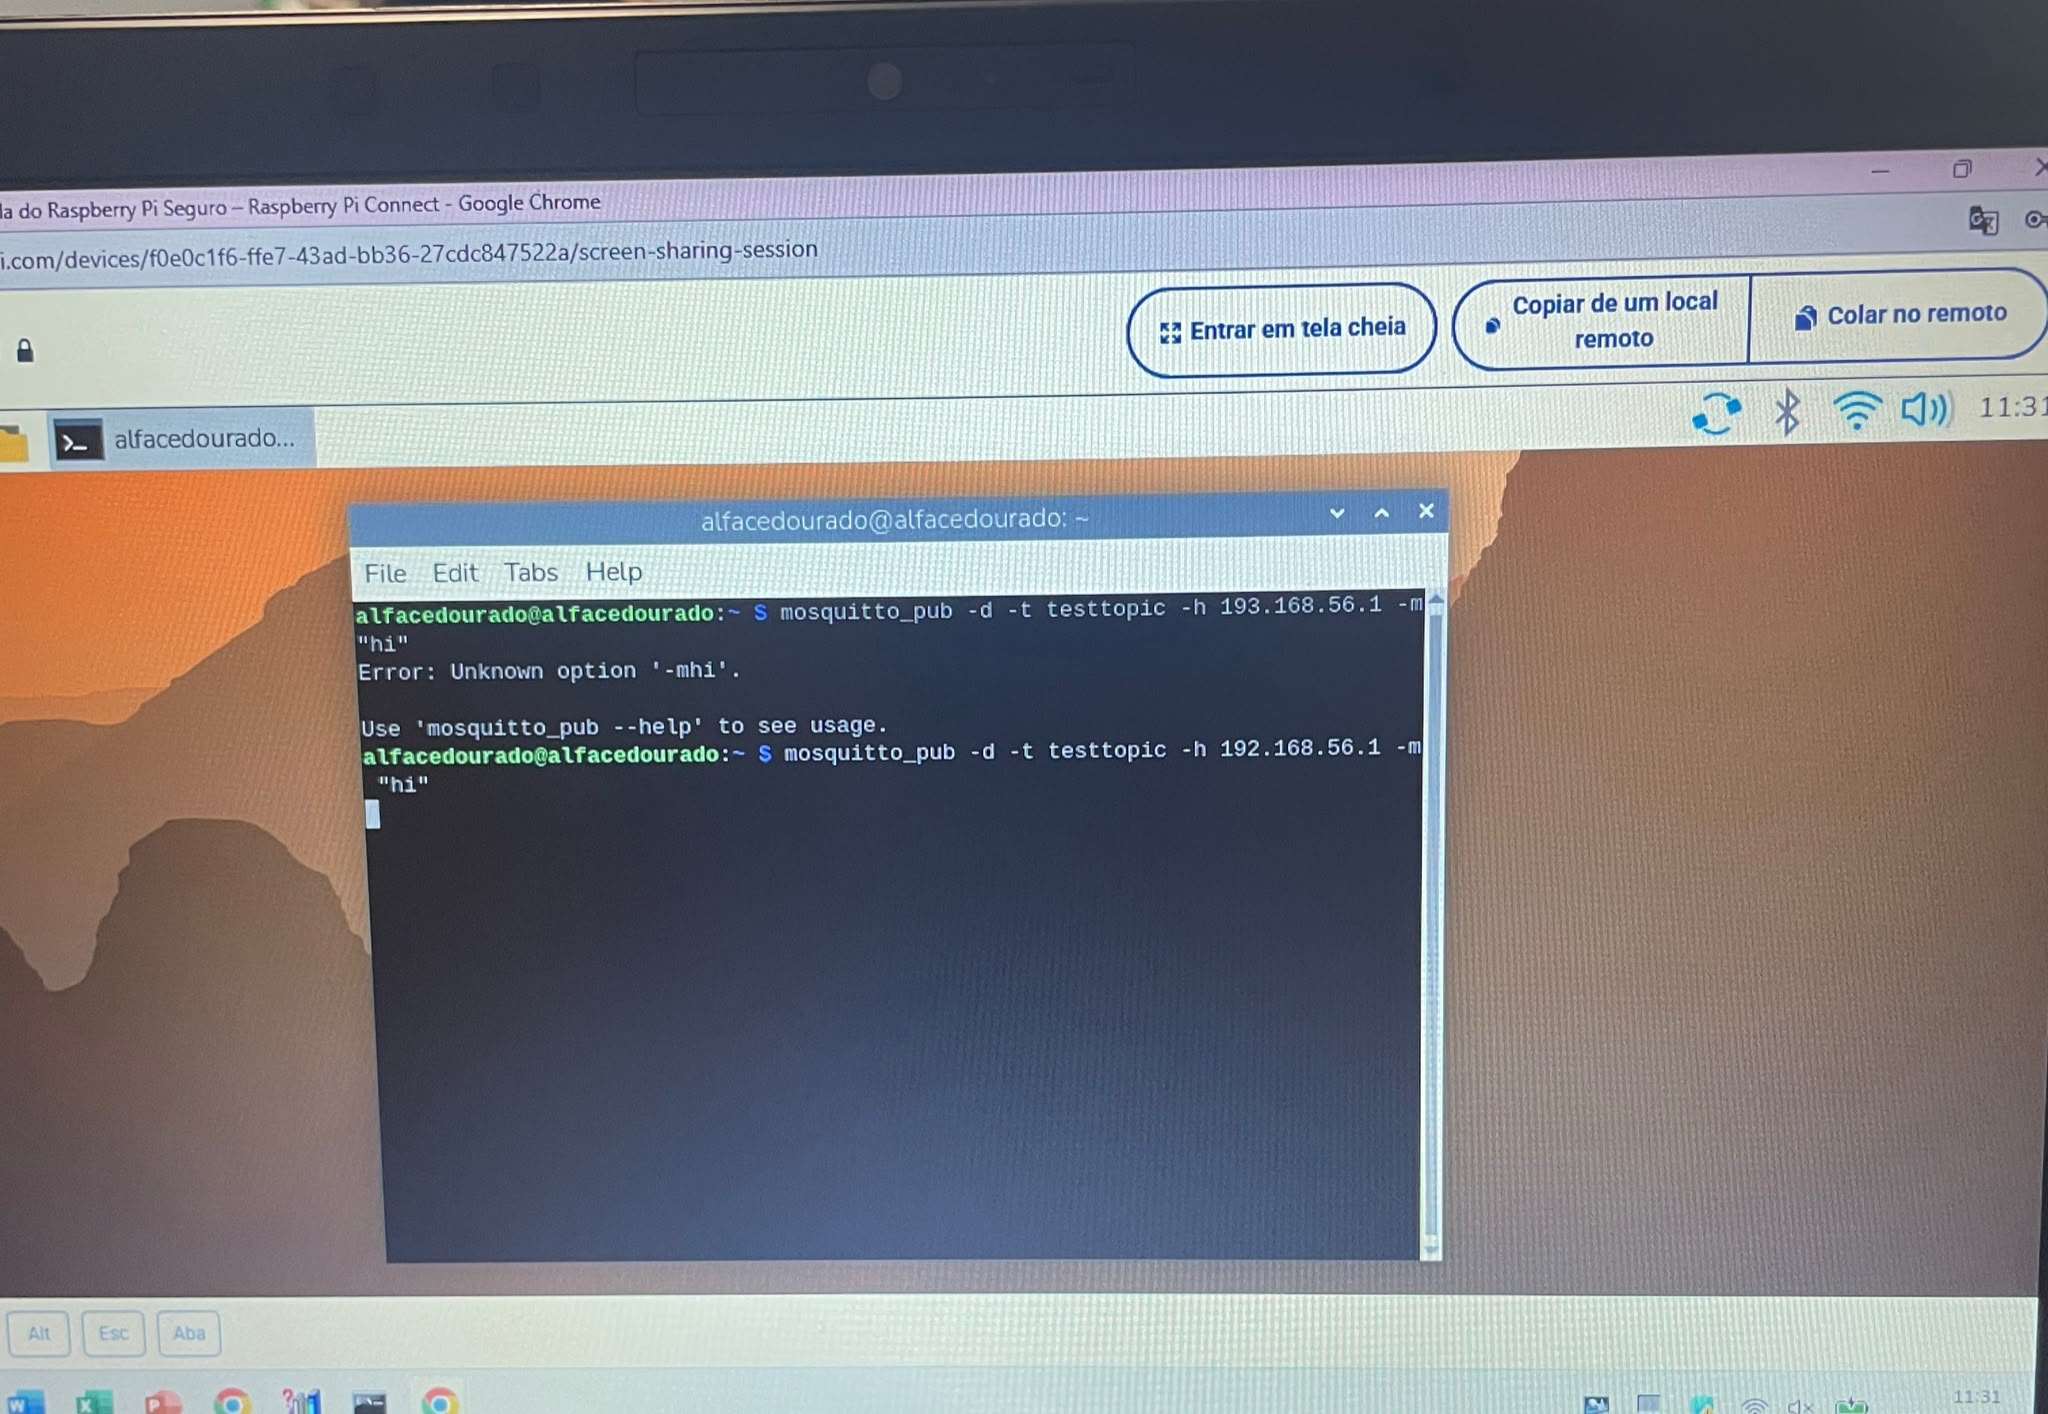 la do Raspberry Pi Seguro – Raspberry Pi Connect - Google Chrome
i.com/devices/f0e0c1f6-ffe7-43ad-bb36-27cdc847522a/screen-sharing-session
Entrar em tela cheia
Copiar de um local
remoto
Colar no remoto
alfacedourado...
11:31
alfacedourado@alfacedourado: ~
File Edit Tabs Help
alfacedourado@alfacedourado:~ $ mosquitto_pub -d -t testtopic -h 193.168.56.1 -m
"hi"
Error: Unknown option '-mhi'.
Use 'mosquitto_pub --help' to see usage.
alfacedourado@alfacedourado:~ $ mosquitto_pub -d -t testtopic -h 192.168.56.1 -m
"hi"
Alt Esc Aba
11:31